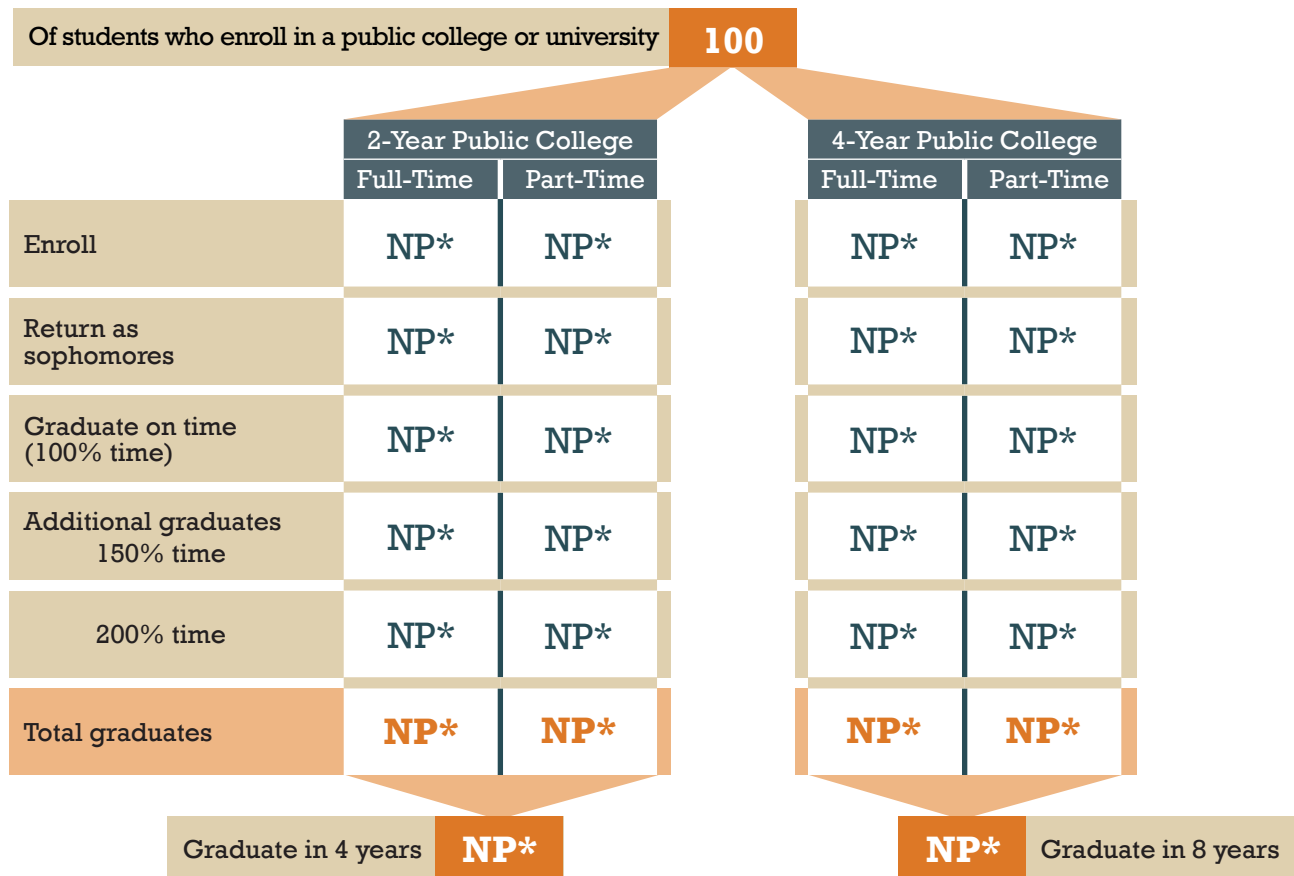 Of students who enroll in a public college or university 100
2-Year Public College 4-Year Public College
Full-Time Part-Time Full-Time Part-Time
Enroll NP* NP* NP* NP*
Return as
sophomores NP* NP* NP* NP*
Graduate on time
(100% time) NP* NP* NP* NP*
Additional graduates
150% time NP* NP* NP* NP*
200% time NP* NP* NP* NP*
Total graduates NP* NP* NP* NP*
Graduate in 4 years NP* NP* Graduate in 8 years